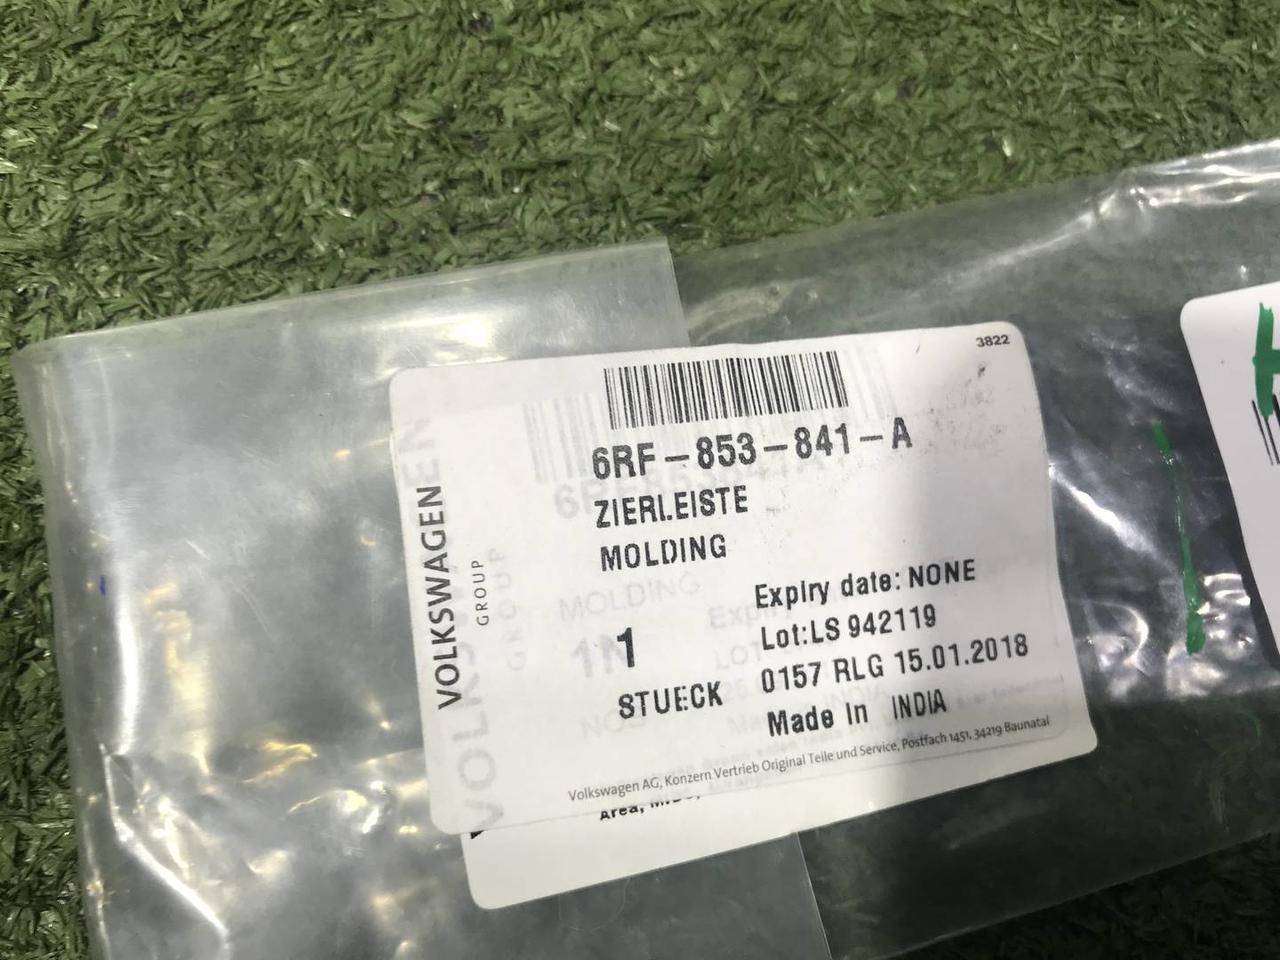 3822
6RF-853-841-A
ZIERLEISTE
MOLDING
VOLKSWAGEN
GROUP
1
STUECK
Expiry date: NONE
Lot:LS 942119
0157 RLG 15.01.2018
Made In INDIA
Volkswagen AG, Konzern Vertrieb Original Teile und Service, Postfach 1451, 34219 Baunatal
Area,